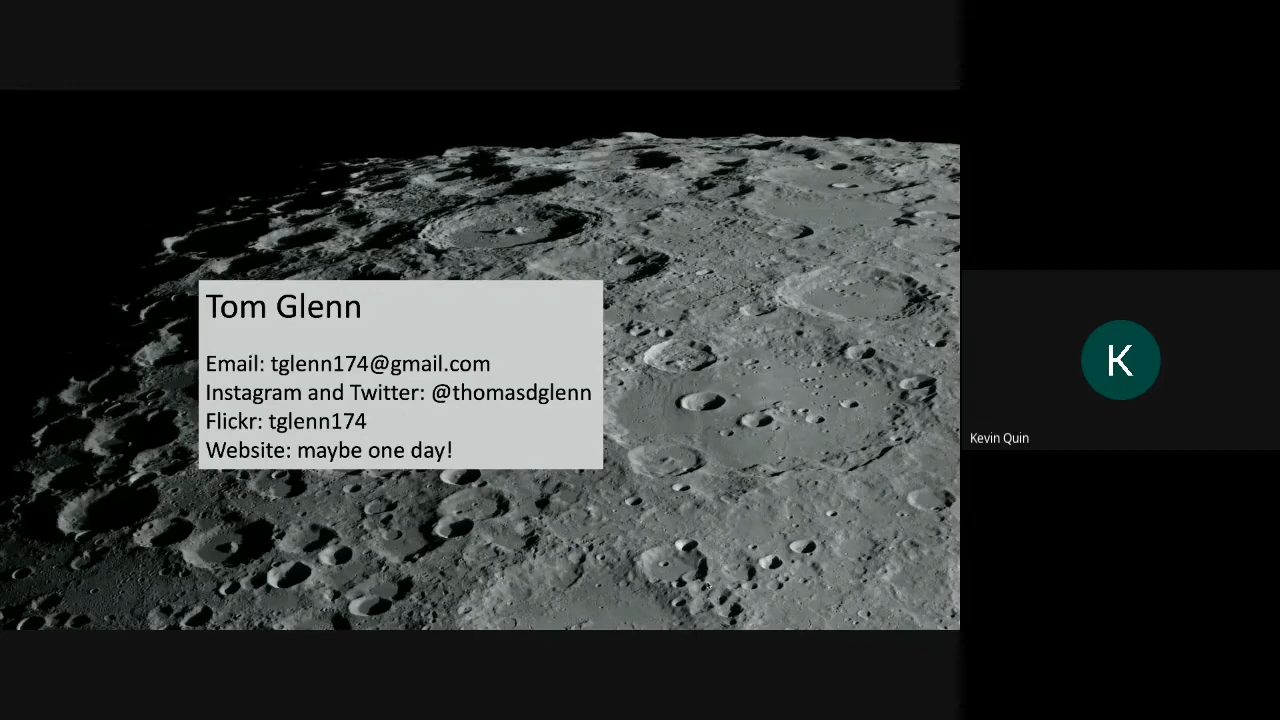 Tom Glenn
Email: tglenn174@gmail.com
Instagram and Twitter: @thomasdglenn
Flickr: tglenn174
Website: maybe one day!
K
Kevin Quin